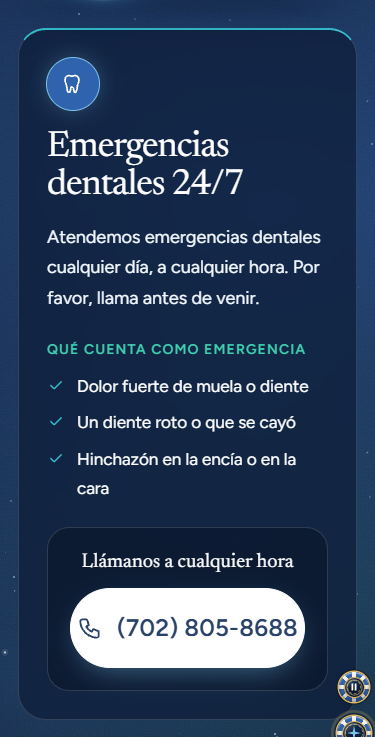 Emergencias
dentales 24/7
Atendemos emergencias dentales
cualquier día, a cualquier hora. Por
favor, llama antes de venir.
QUÉ CUENTA COMO EMERGENCIA
Dolor fuerte de muela o diente
Un diente roto o que se cayó
Hinchazón en la encía o en la
cara
Llámanos a cualquier hora
(702) 805-8688